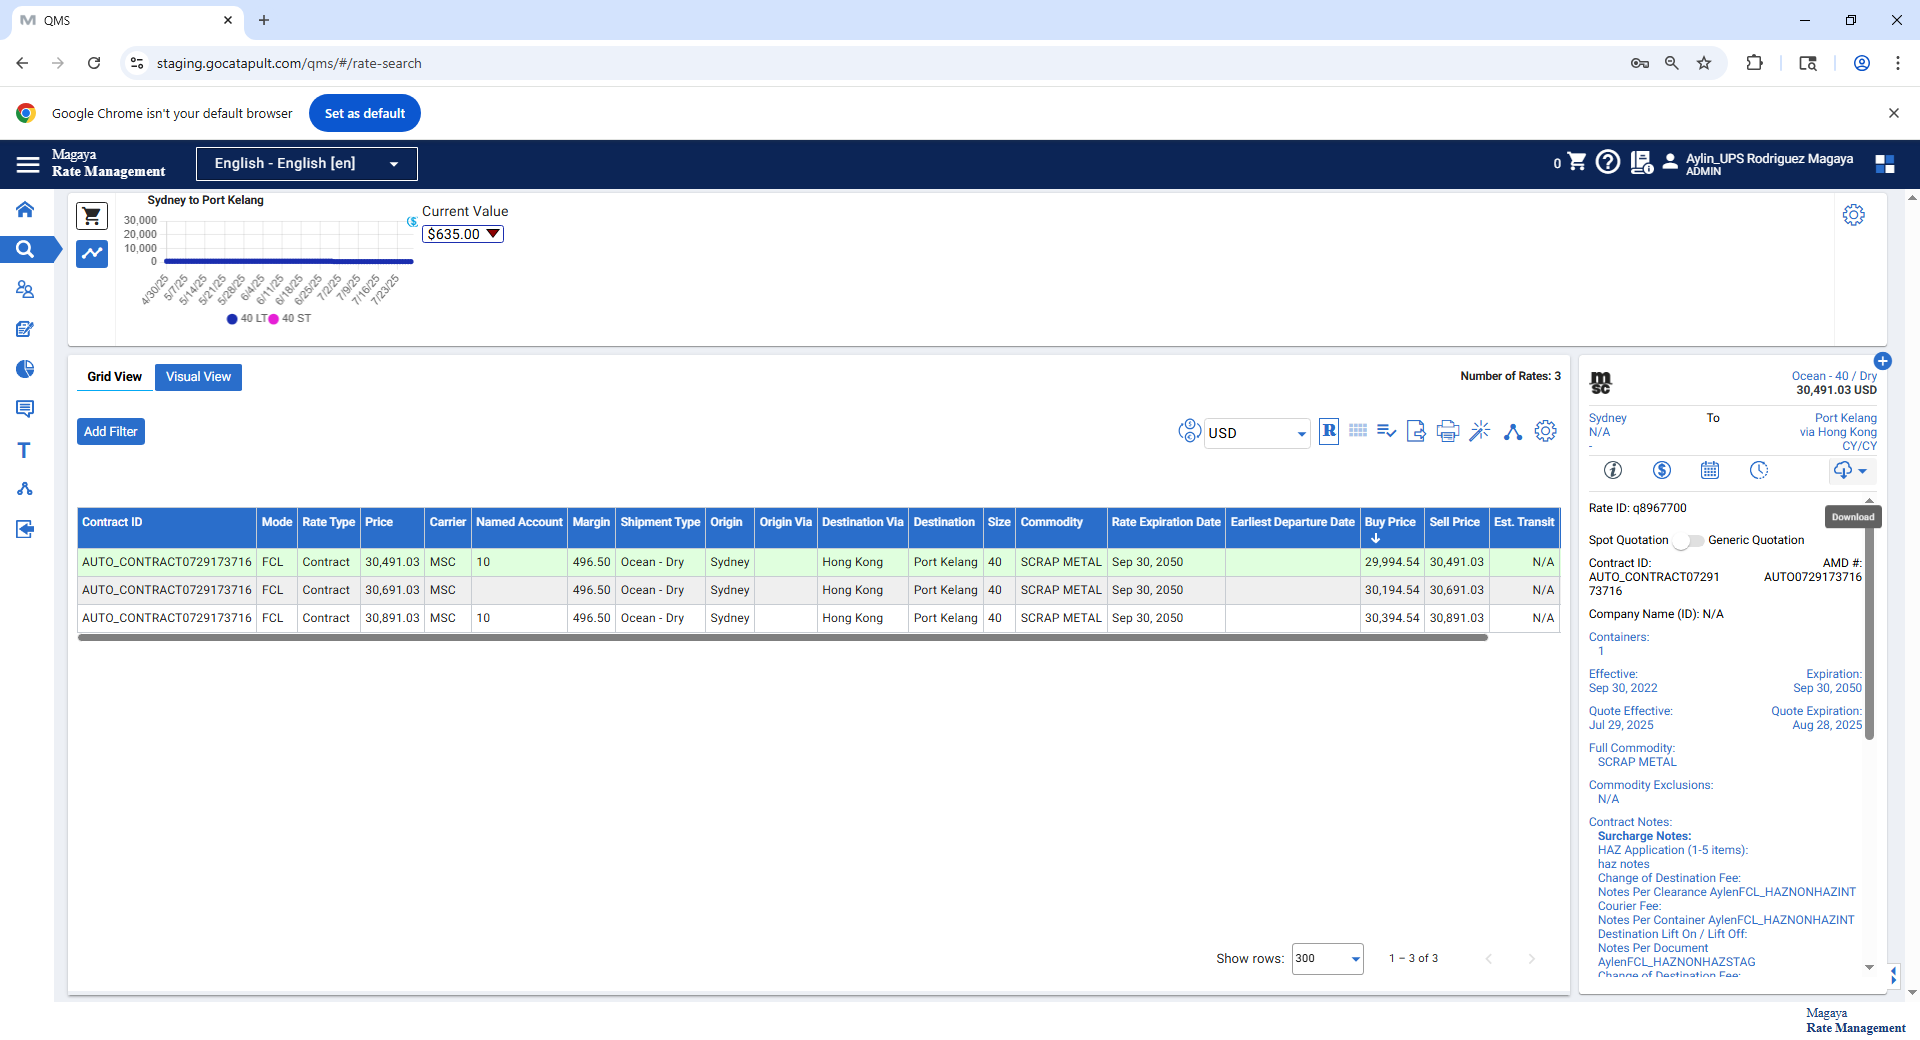 QMS
staging.gocatapult.com/qms/#/rate-search
Google Chrome isn't your default browser
Set as default
Magaya
Rate Management
English - English [en]
0
Aylin_UPS Rodriguez Magaya
ADMIN
Sydney to Port Kelang
30,000
20,000
10,000
0
4/30/25
5/7/25
5/14/25
5/21/25
5/28/25
6/4/25
6/11/25
6/18/25
6/25/25
7/2/25
7/9/25
7/16/25
7/23/25
40 LT
40 ST
Current Value
$635.00
Grid View
Visual View
Number of Rates: 3
Add Filter
USD
R
Contract ID Mode Rate Type Price Carrier Named Account Margin Shipment Type Origin Origin Via Destination Via Destination Size Commodity Rate Expiration Date Earliest Departure Date Buy Price Sell Price Est. Transit
AUTO_CONTRACT0729173716 FCL Contract 30,491.03 MSC 10 496.50 Ocean - Dry Sydney Hong Kong Port Kelang 40 SCRAP METAL Sep 30, 2050 29,994.54 30,491.03 N/A
AUTO_CONTRACT0729173716 FCL Contract 30,691.03 MSC 496.50 Ocean - Dry Sydney Hong Kong Port Kelang 40 SCRAP METAL Sep 30, 2050 30,194.54 30,691.03 N/A
AUTO_CONTRACT0729173716 FCL Contract 30,891.03 MSC 10 496.50 Ocean - Dry Sydney Hong Kong Port Kelang 40 SCRAP METAL Sep 30, 2050 30,394.54 30,891.03 N/A
Show rows: 300 1 – 3 of 3
msc
Ocean - 40 / Dry
30,491.03 USD
Sydney To Port Kelang
N/A via Hong Kong
- CY/CY
Rate ID: q8967700
Download
Spot Quotation Generic Quotation
Contract ID: AMD #:
AUTO_CONTRACT07291 AUTO0729173716
73716
Company Name (ID): N/A
Containers:
1
Effective: Expiration:
Sep 30, 2022 Sep 30, 2050
Quote Effective: Quote Expiration:
Jul 29, 2025 Aug 28, 2025
Full Commodity:
SCRAP METAL
Commodity Exclusions:
N/A
Contract Notes:
Surcharge Notes:
HAZ Application (1-5 items):
haz notes
Change of Destination Fee:
Notes Per Clearance AylenFCL_HAZNONHAZINT
Courier Fee:
Notes Per Container AylenFCL_HAZNONHAZINT
Destination Lift On / Lift Off:
Notes Per Document
AylenFCL_HAZNONHAZSTAG
Change of Destination Fee:
Magaya
Rate Management